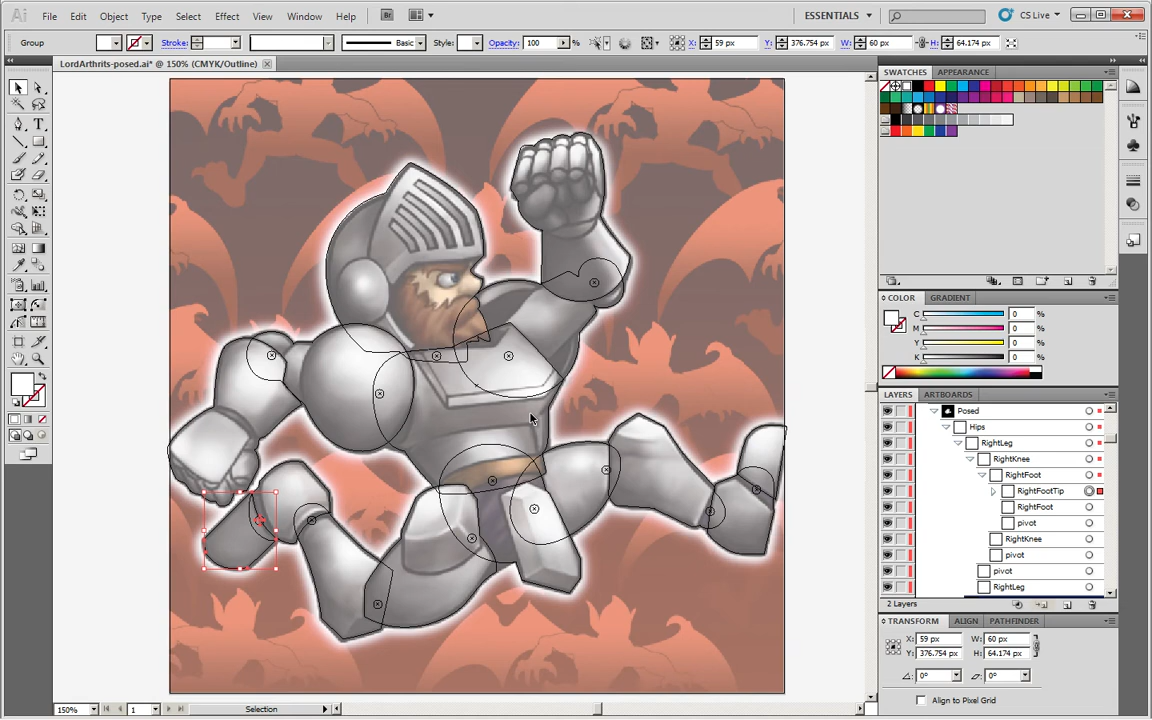 Ai File Edit Object Type Select Effect View Window Help Br ESSENTIALS CS Live
Group Stroke: Basic Style: Opacity: 100 % X: 59 px Y: 376.754 px W: 60 px H: 64.174 px
LordArthrits-posed.ai* @ 150% (CMYK/Outline)
SWATCHES APPEARANCE
COLOR GRADIENT
C 0 %
M 0 %
Y 0 %
K 0 %
LAYERS ARTBOARDS
Posed
Hips
RightLeg
RightKnee
RightFoot
RightFootTip
RightFoot
pivot
RightKnee
pivot
pivot
RightLeg
2 Layers
TRANSFORM ALIGN PATHFINDER
X: 59 px W: 60 px
Y: 376.754 px H: 64.174 px
0° 0°
Align to Pixel Grid
150% 1 Selection